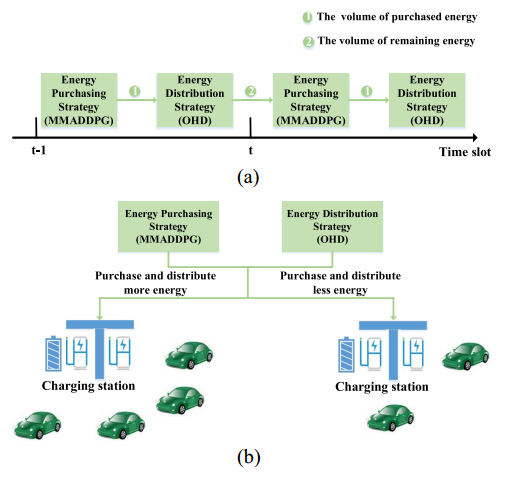 1 The volume of purchased energy
2 The volume of remaining energy
Energy
Purchasing
Strategy
(MMADDPG)
1
Energy
Distribution
Strategy
(OHD)
2
Energy
Purchasing
Strategy
(MMADDPG)
1
Energy
Distribution
Strategy
(OHD)
t-1
t
Time slot
(a)
Energy Purchasing
Strategy
(MMADDPG)
Energy Distribution
Strategy
(OHD)
Purchase and distribute
more energy
Purchase and distribute
less energy
Charging station
Charging station
(b)